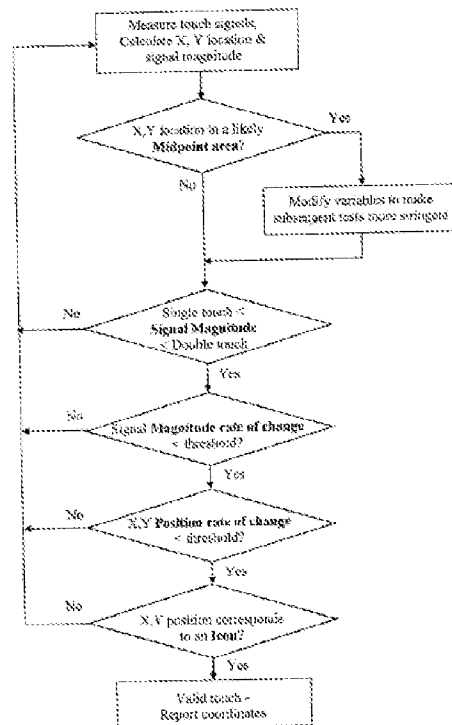 Measure touch signals,
Calculate X, Y location &
signal magnitude
X,Y location in a likely
Midpoint area?
Yes
No
Modify variables to make
subsequent tests more
Single touch <
Signal Magnitude
< Double touch
No
Yes
Signal Magnitude rate of change
< threshold?
No
Yes
X,Y Position rate of change
< threshold?
No
Yes
X,Y position corresponds
to an Icon?
No
Yes
Valid touch –
Report coordinates